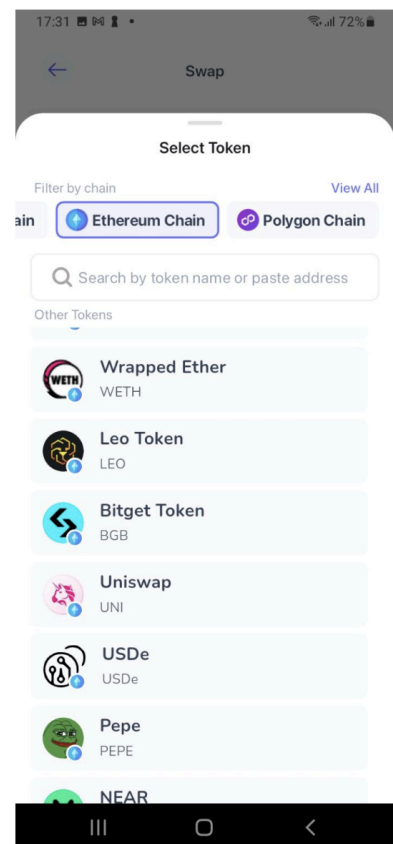 17:31
72%
Swap
Select Token
Filter by chain
View All
ain
Ethereum Chain
Polygon Chain
Search by token name or paste address
Other Tokens
WETH
Wrapped Ether
WETH
Leo Token
LEO
Bitget Token
BGB
Uniswap
UNI
USDe
USDe
Pepe
PEPE
NEAR